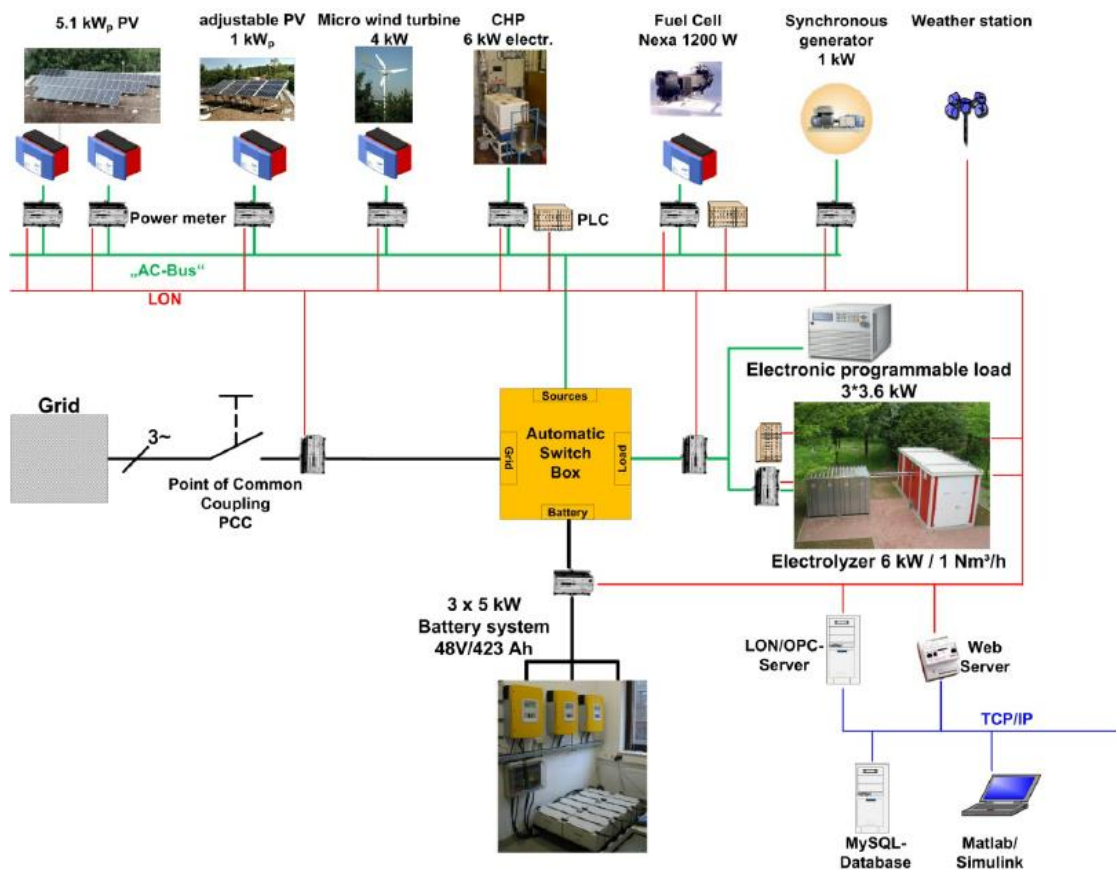 5.1 kWp PV
adjustable PV
1 kWp
Micro wind turbine
4 kW
CHP
6 kW electr.
Fuel Cell
Nexa 1200 W
Synchronous
generator
1 kW
Weather station
Power meter
PLC
„AC-Bus“
LON
Electronic programmable load
3*3.6 kW
Grid
3~
Point of Common
Coupling
PCC
Sources
Grid
Automatic
Switch
Box
Load
Battery
Electrolyzer 6 kW / 1 Nm³/h
3 x 5 kW
Battery system
48V/423 Ah
LON/OPC-
Server
Web
Server
TCP/IP
MySQL-
Database
Matlab/
Simulink